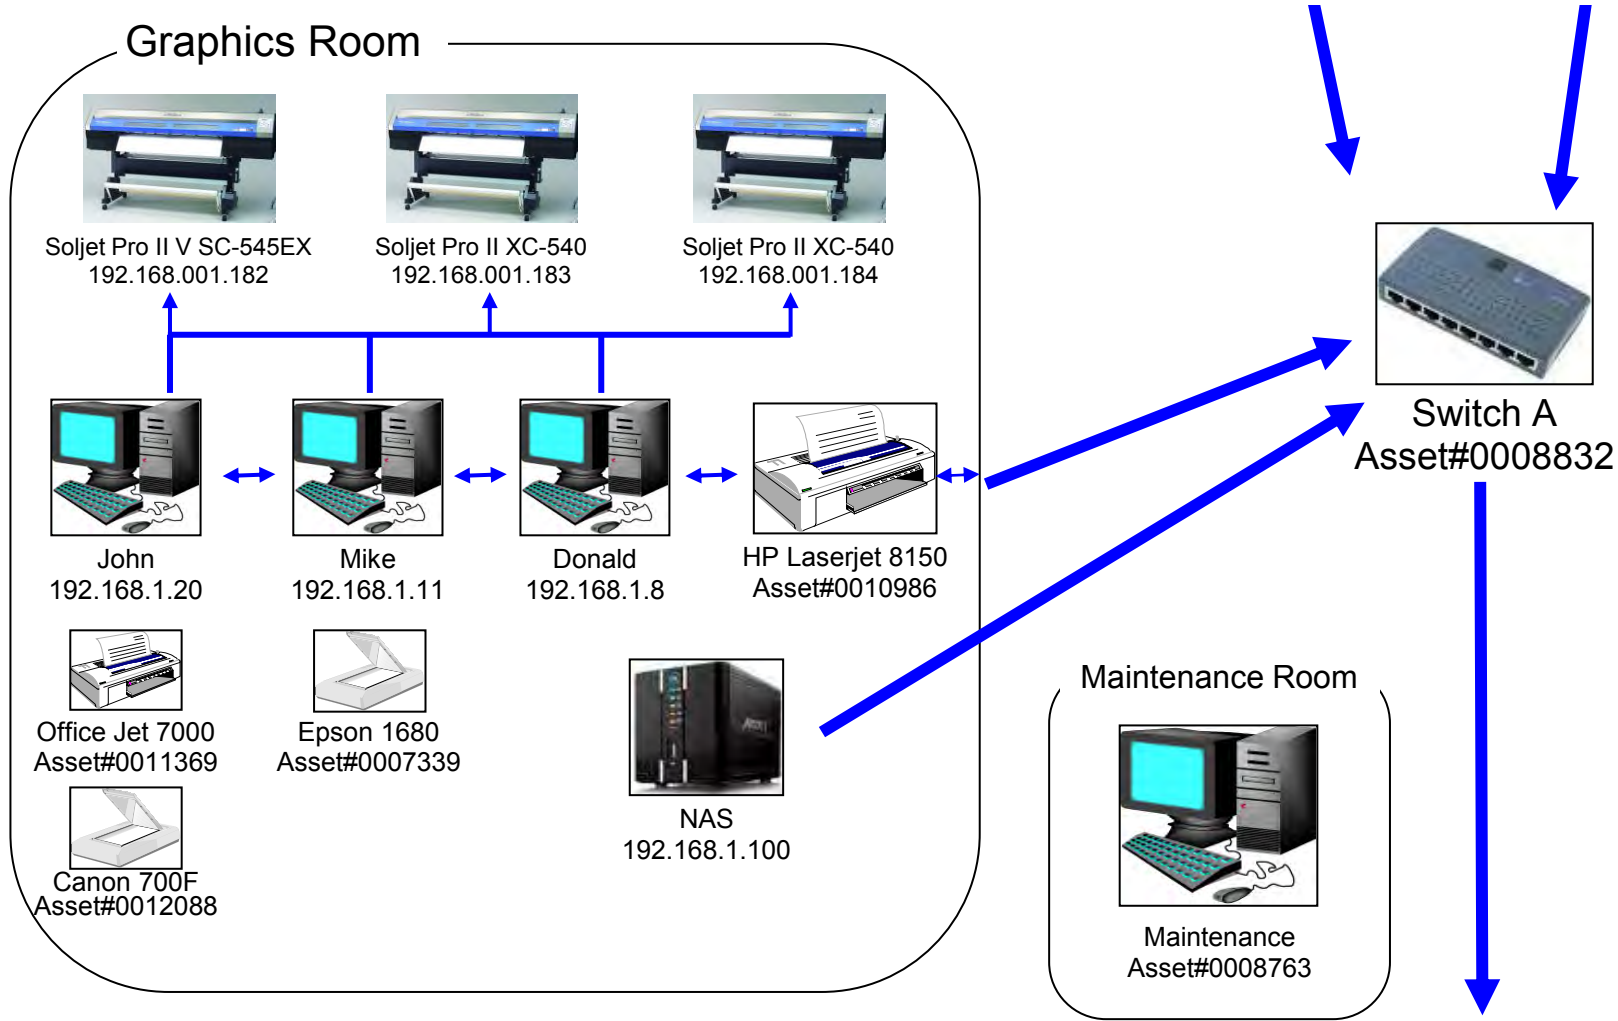 Graphics Room
Soljet Pro II V SC-545EX
192.168.001.182
Soljet Pro II XC-540
192.168.001.183
Soljet Pro II XC-540
192.168.001.184
John
192.168.1.20
Mike
192.168.1.11
Donald
192.168.1.8
HP Laserjet 8150
Asset#0010986
Switch A
Asset#0008832
Office Jet 7000
Asset#0011369
Epson 1680
Asset#0007339
Canon 700F
Asset#0012088
NAS
192.168.1.100
Maintenance Room
Maintenance
Asset#0008763